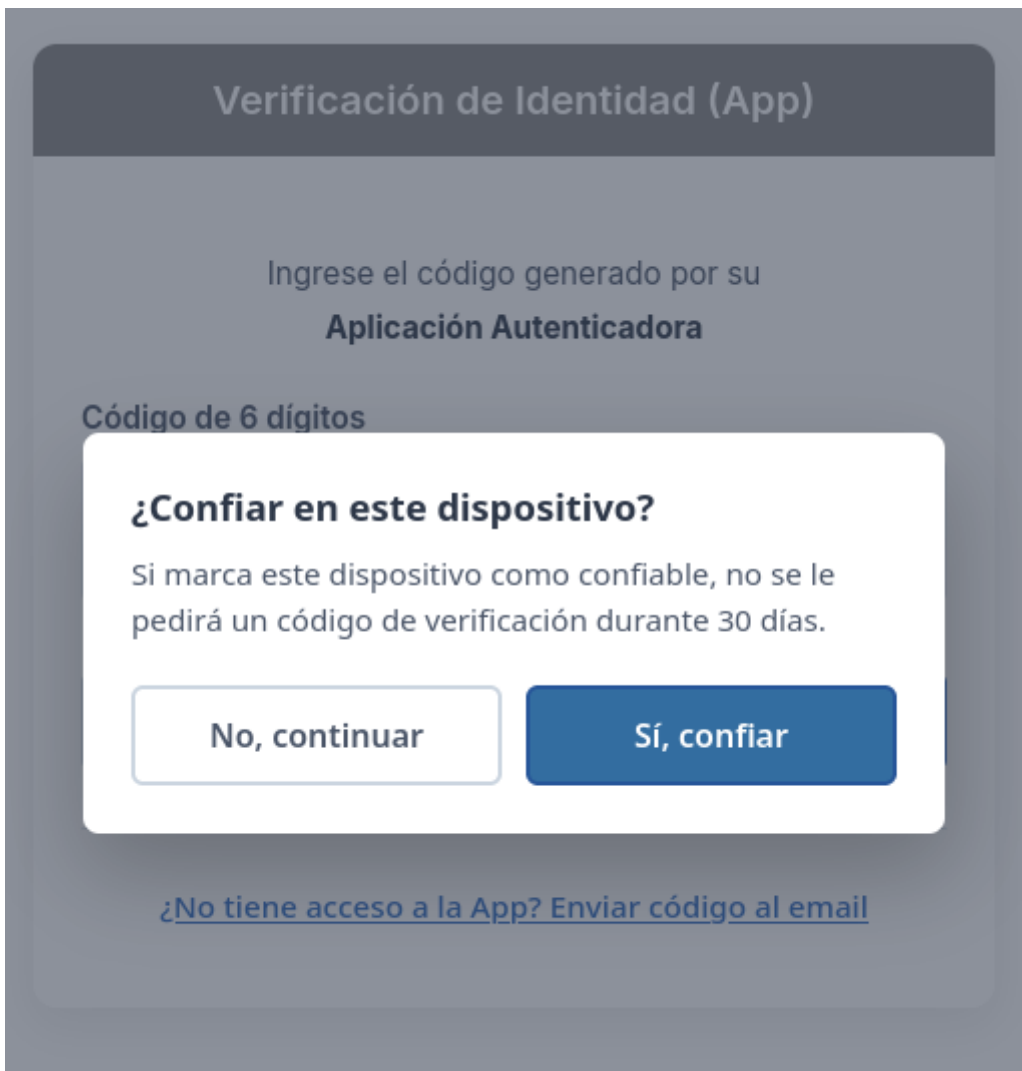 Verificación de Identidad (App)
Ingrese el código generado por su
Aplicación Autenticadora
Código de 6 dígitos
¿Confiar en este dispositivo?
Si marca este dispositivo como confiable, no se le
pedirá un código de verificación durante 30 días.
No, continuar
Sí, confiar
¿No tiene acceso a la App? Enviar código al email